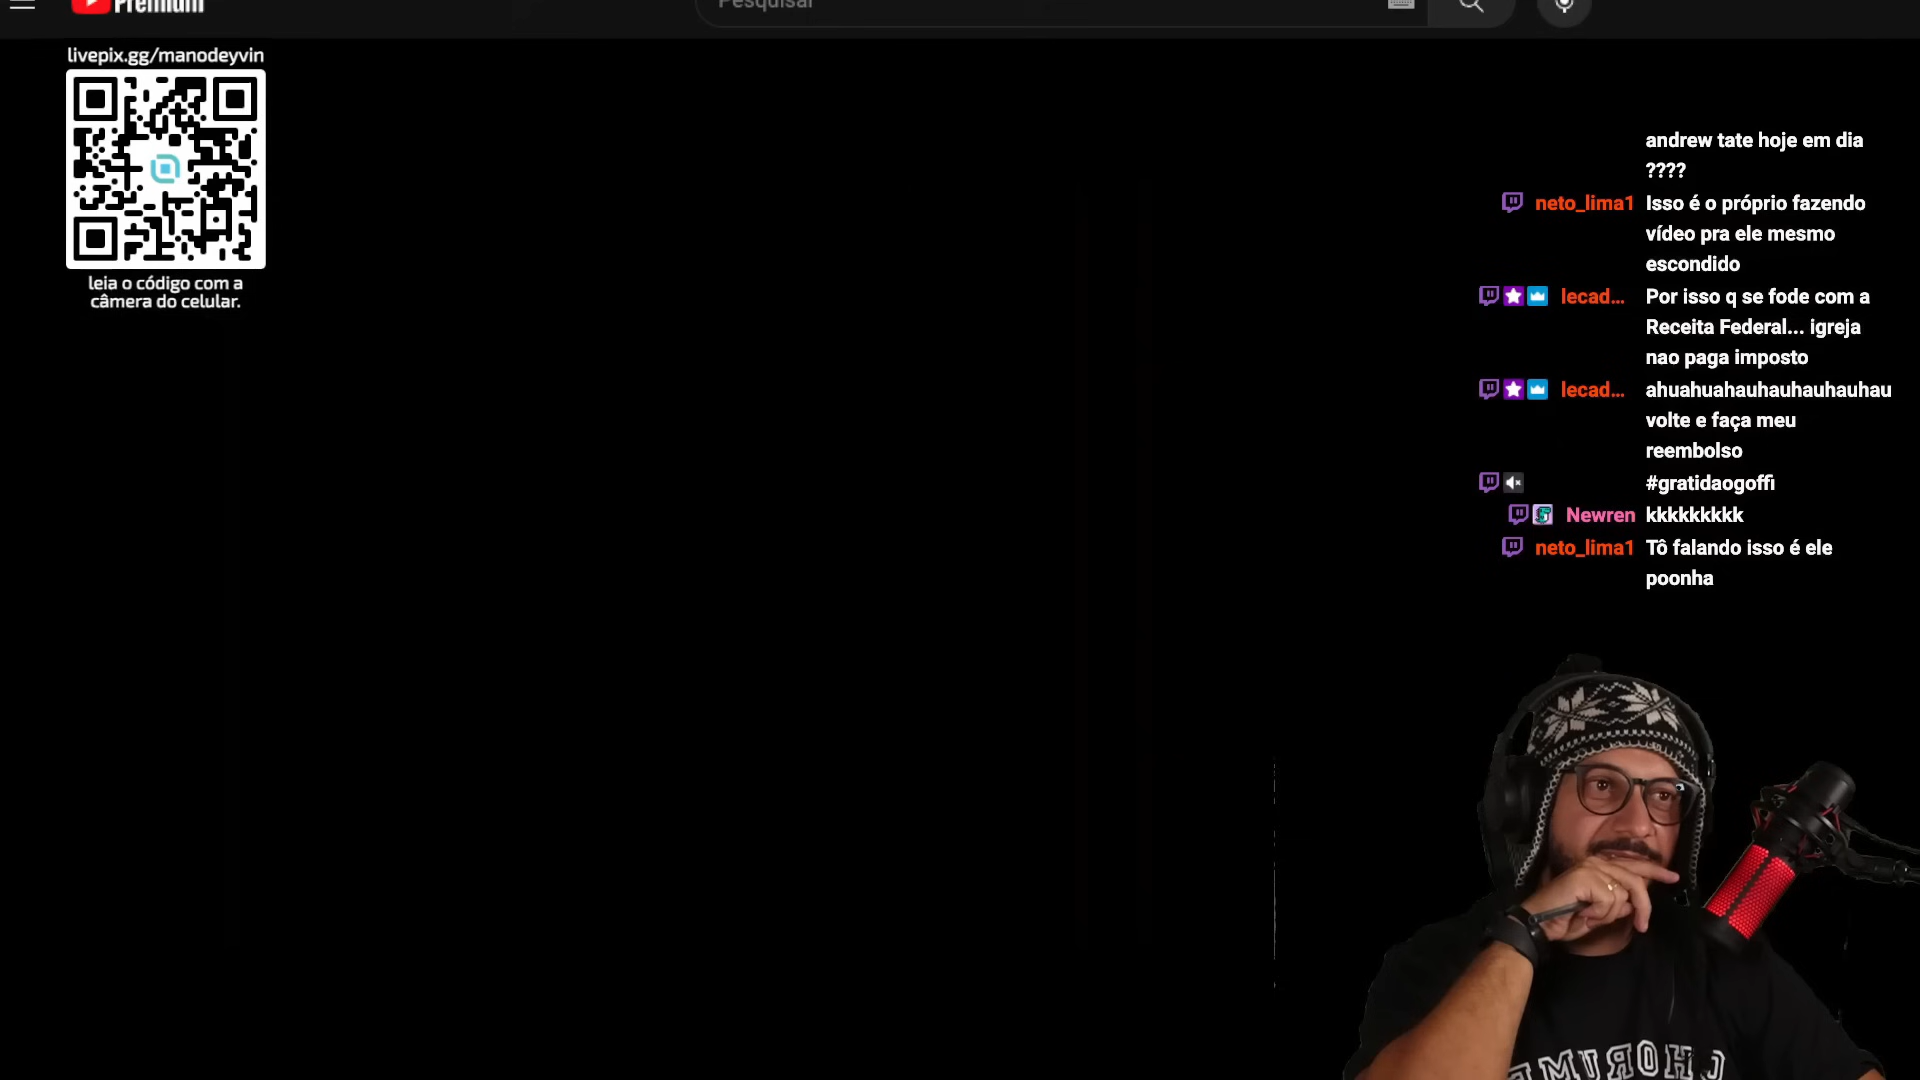 Premium
Pesquisar
livepix.gg/manodeyvin
leia o código com a
câmera do celular.
andrew tate hoje em dia
????
neto_lima1 Isso é o próprio fazendo
vídeo pra ele mesmo
escondido
lecad... Por isso q se fode com a
Receita Federal... igreja
nao paga imposto
lecad... ahuahuahauhauhauhauhau
volte e faça meu
reembolso
#gratidaogoffi
Newren kkkkkkkkk
neto_lima1 Tô falando isso é ele
poonha
CHORUME